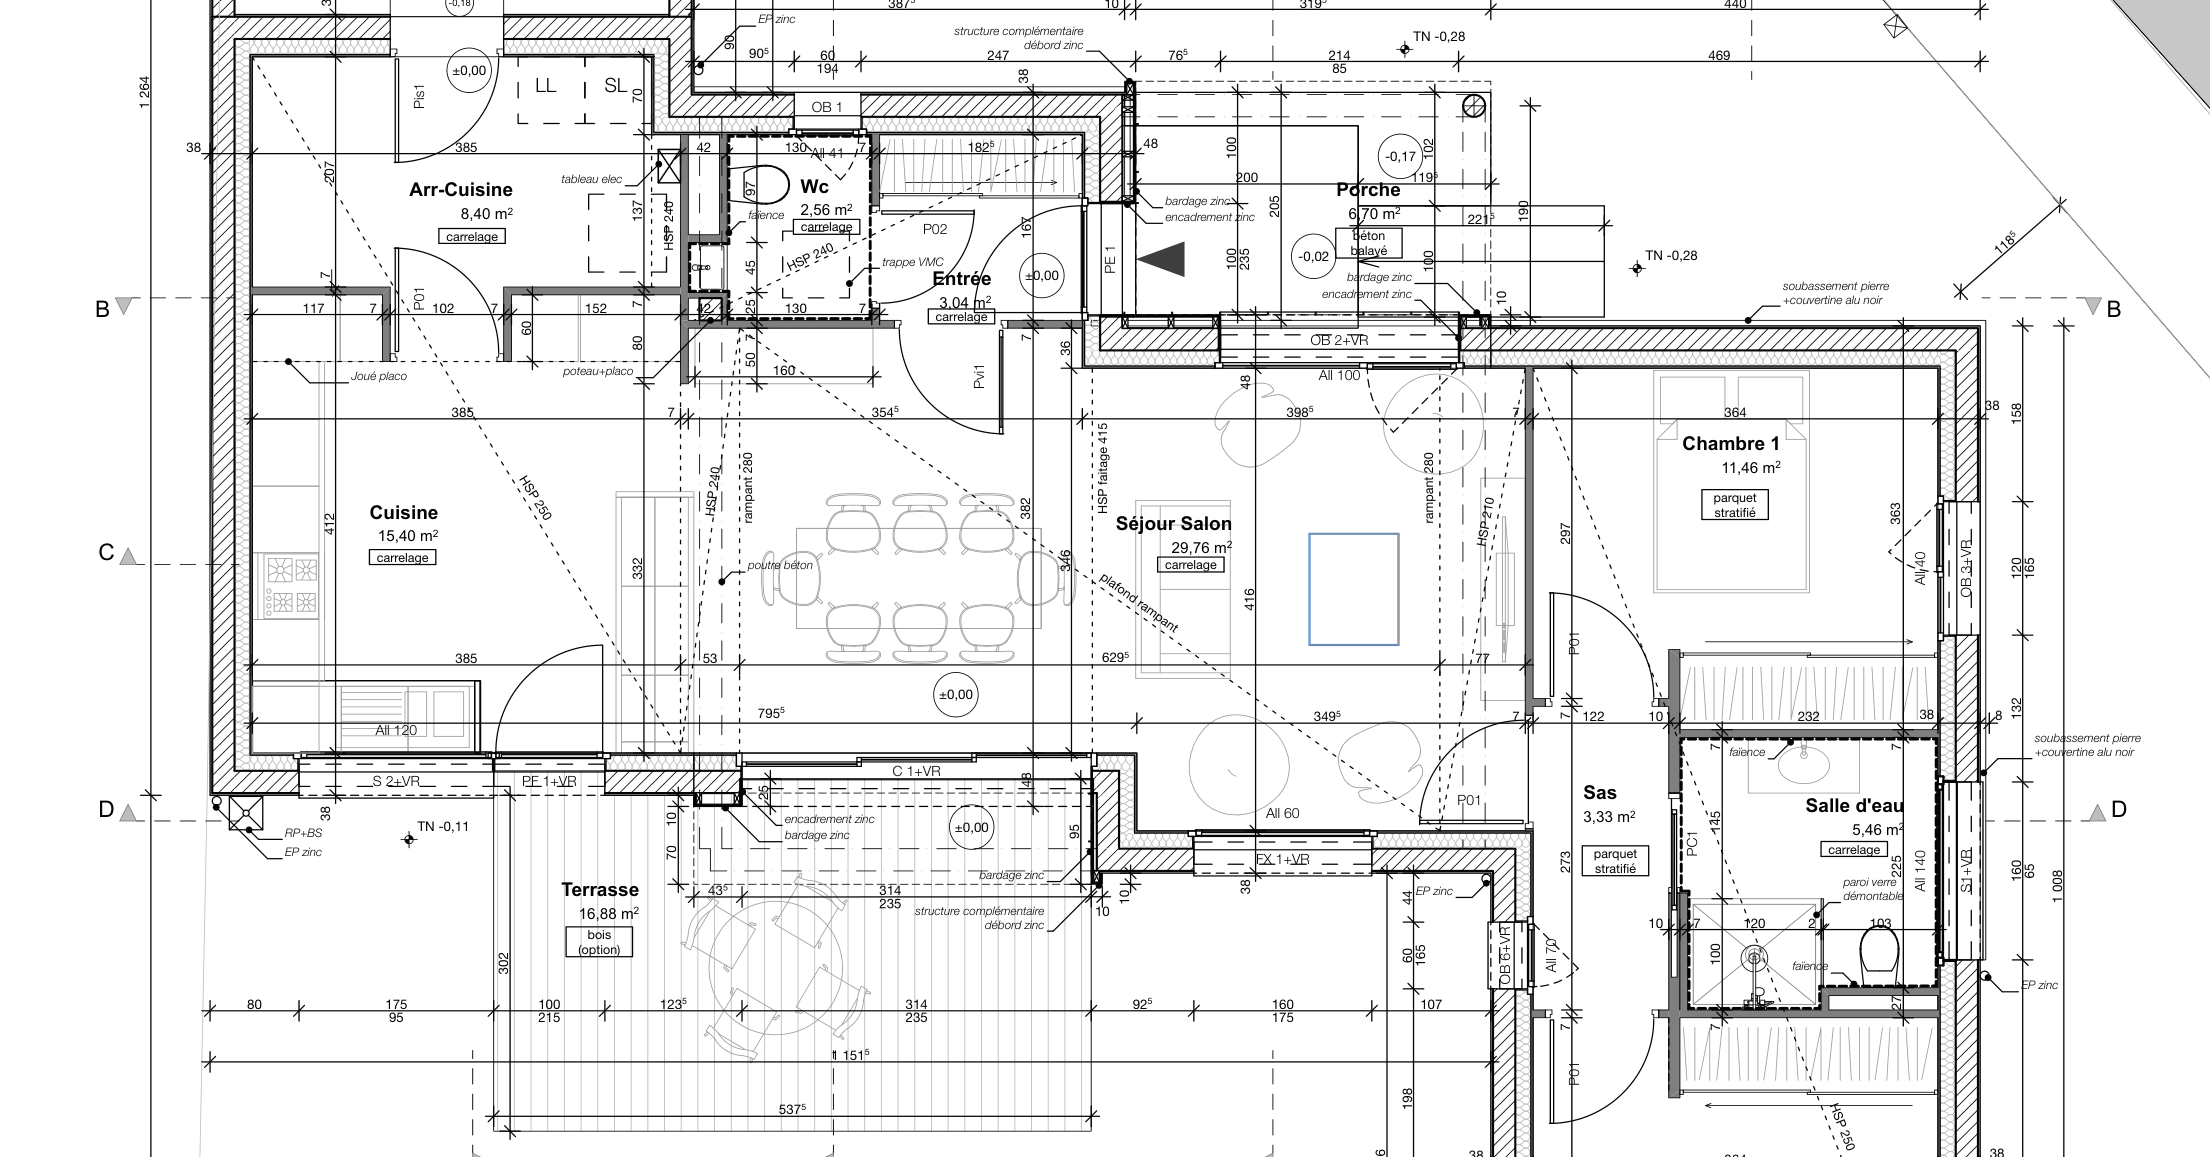 387⁵
10
319⁵
440
-0,18
EP zinc
structure complémentaire
débord zinc
TN -0,28
90
90⁵
60
194
247
38
76⁵
214
85
469
1 264
±0,00
Pis1
LL
SL
70
OB 1
38
207
385
42
130
All 41
7
182⁵
48
100
-0,17
102
tableau elec
Arr-Cuisine
8,40 m²
carrelage
137
HSP 240
97
Wc
2,56 m²
carrelage
faïence
HSP 240
45
25
trappe VMC
P02
167
Entrée
3,04 m²
carrelage
±0,00
PE 1
bardage zinc
encadrement zinc
200
205
119⁵
Porche
6,70 m²
béton
balayé
221⁵
190
100
235
-0,02
100
bardage zinc
encadrement zinc
10
TN -0,28
118⁵
soubassement pierre
+couvertine alu noir
B
B
7
P01
117
7
102
7
152
7
42
130
7
60
80
7
50
160
Joué placo
poteau+placo
Pvi1
7
36
OB 2+VR
All 100
48
385
7
354⁵
398⁵
7
364
38
158
Cuisine
15,40 m²
carrelage
412
HSP 250
332
HSP 240
rampant 280
poutre béton
382
346
HSP faitage 415
Séjour Salon
29,76 m²
carrelage
plafond rampant
416
rampant 280
HSP 210
Chambre 1
11,46 m²
parquet
stratifié
297
363
All 40
OB 3+VR
120
165
C
C
385
53
629⁵
77
P01
±0,00
795⁵
349⁵
7
7
122
10
232
38
8
132
All 120
S 2+VR
PF 1+VR
C 1+VR
48
25
38
All 60
FX 1+VR
38
P01
soubassement pierre
+couvertine alu noir
faïence
7
7
D
D
RP+BS
EP zinc
TN -0,11
10
70
encadrement zinc
bardage zinc
±0,00
95
bardage zinc
structure complémentaire
débord zinc
43⁵
314
235
10
10
Terrasse
16,88 m²
bois
(option)
302
Sas
3,33 m²
parquet
stratifié
273
PC1
145
Salle d'eau
5,46 m²
carrelage
paroi verre
démontable
225
All 140
S1+VR
160
65
1 008
EP zinc
44
60
165
OB 6+VR
All 70
10
7
120
2
103
100
faïence
27
EP zinc
80
175
95
100
215
123⁵
314
235
92⁵
160
175
107
7
7
1 151⁵
P01
198
537⁵
HSP 250
38
38